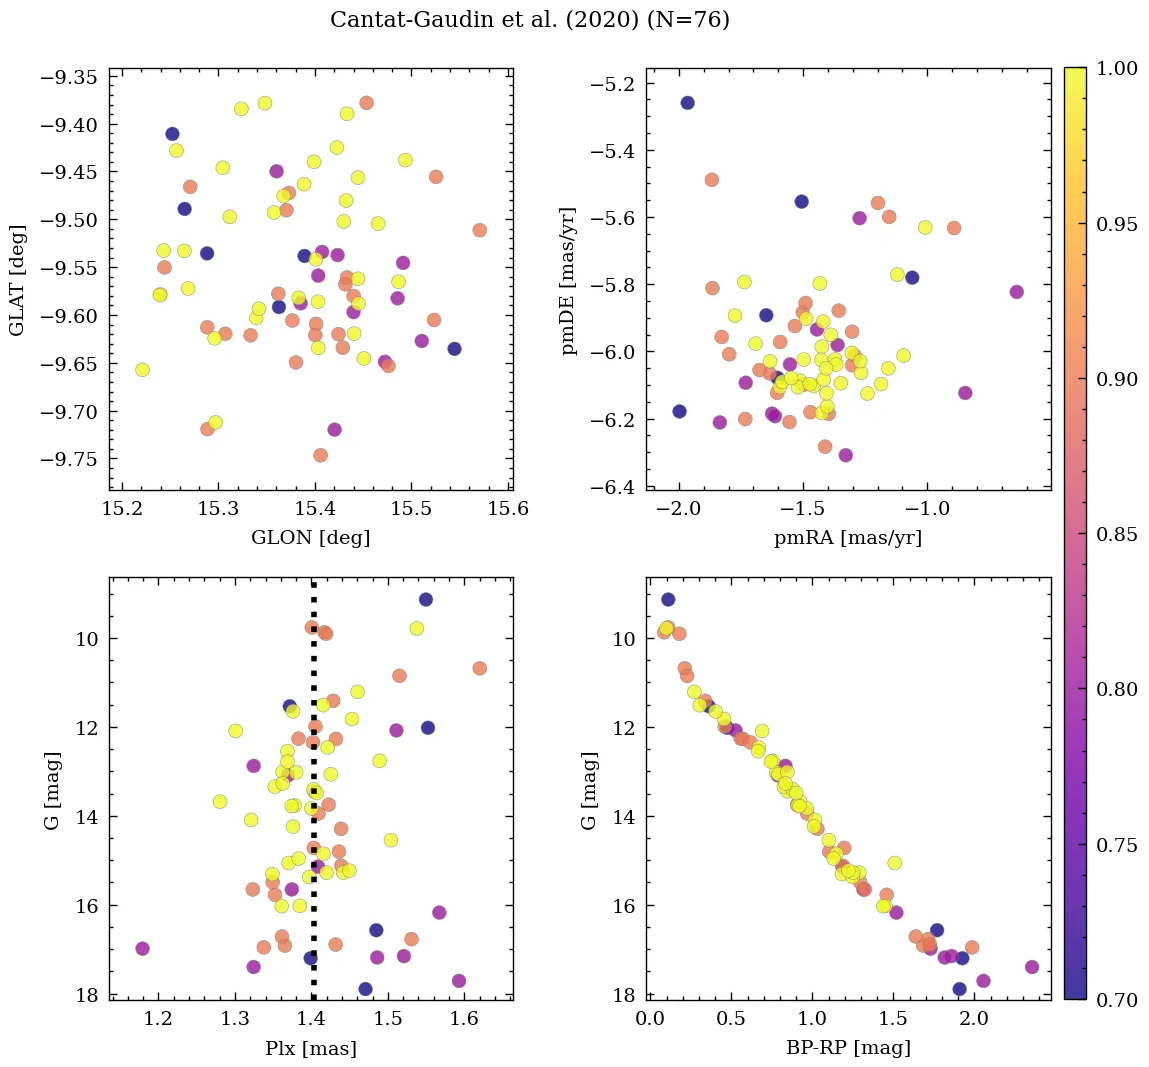 Cantat-Gaudin et al. (2020) (N=76)
−9.35
−9.40
−9.45
−9.50
−9.55
−9.60
−9.65
−9.70
−9.75
GLAT [deg]
15.2 15.3 15.4 15.5 15.6
GLON [deg]
−5.2
−5.4
−5.6
−5.8
−6.0
−6.2
−6.4
pmDE [mas/yr]
−2.0 −1.5 −1.0
pmRA [mas/yr]
1.00
0.95
0.90
0.85
0.80
0.75
0.70
10
12
14
16
18
G [mag]
1.2 1.3 1.4 1.5 1.6
Plx [mas]
10
12
14
16
18
G [mag]
0.0 0.5 1.0 1.5 2.0
BP-RP [mag]